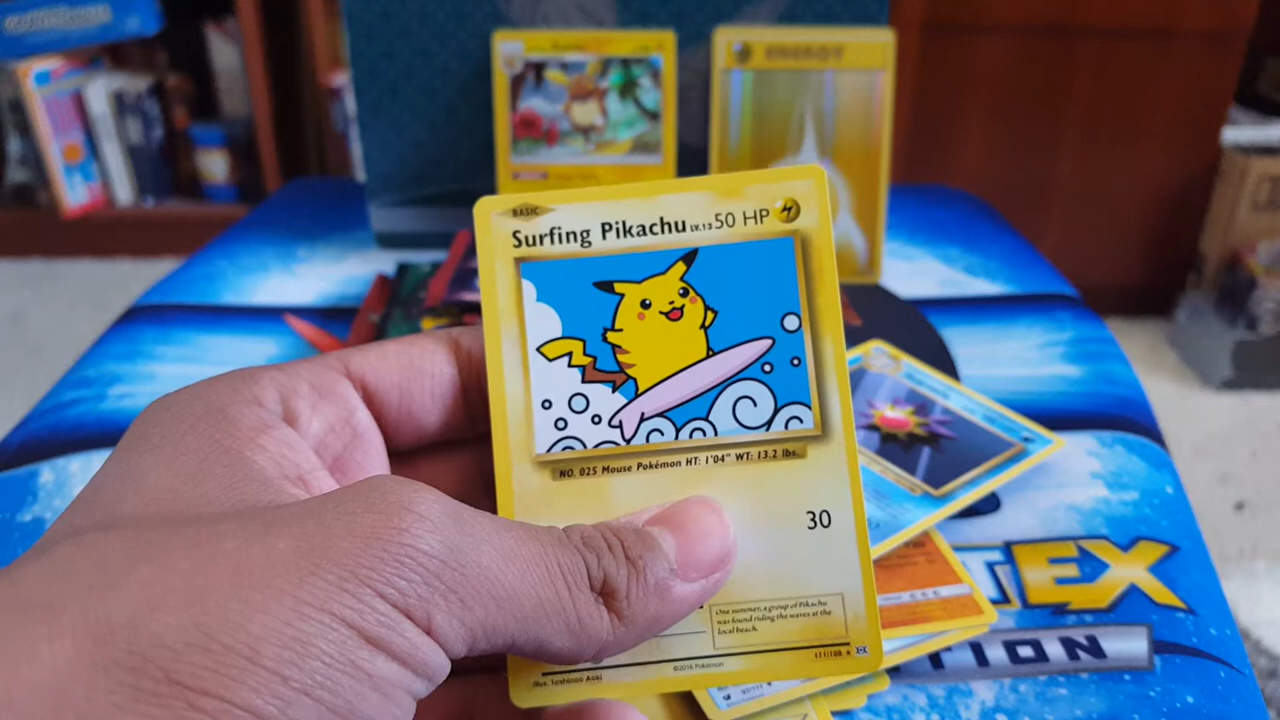 ENERGY
BASIC
Surfing Pikachu LV.13 50 HP
NO. 025 Mouse Pokémon HT: 1'04" WT: 13.2 lbs.
30
One summer, a group of Pikachu
was found riding the waves at the
local beach.
111/108 ★
Illus. Toshinao Aoki
©2016 Pokémon
EX
TION